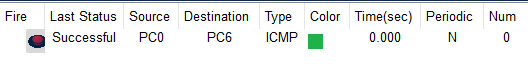 Fire Last Status Source Destination Type Color Time(sec) Periodic Num
Successful PC0 PC6 ICMP 0.000 N 0